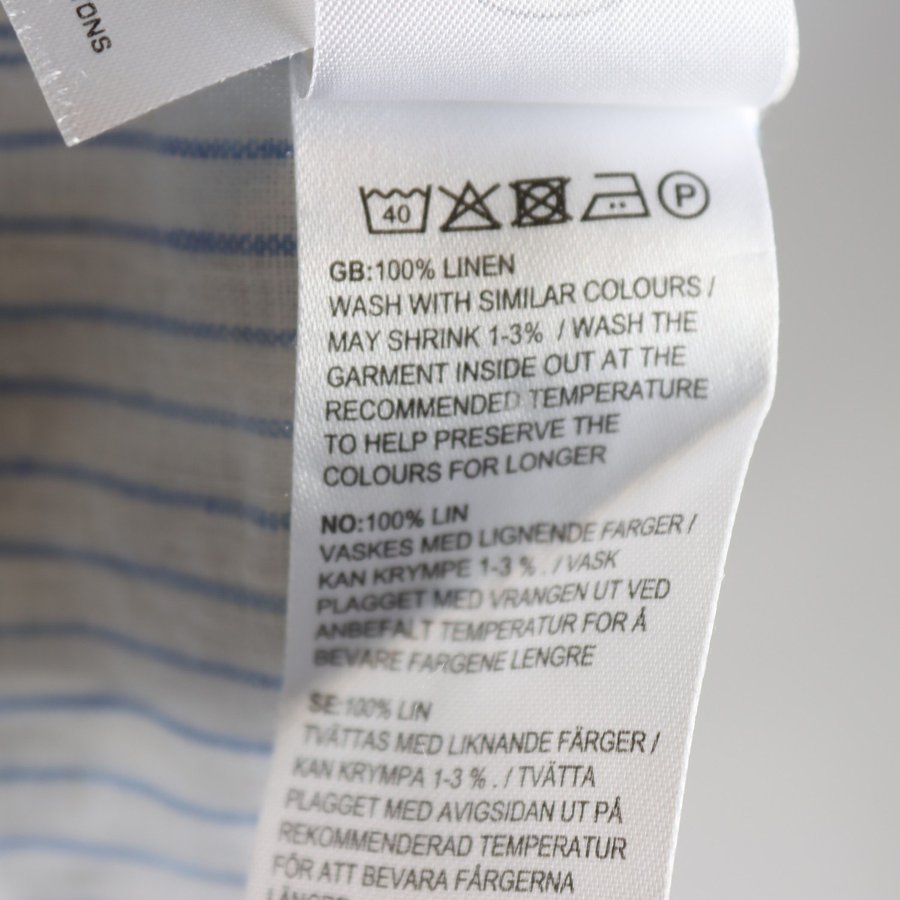 ONS
40
P
GB:100% LINEN
WASH WITH SIMILAR COLOURS /
MAY SHRINK 1-3% / WASH THE
GARMENT INSIDE OUT AT THE
RECOMMENDED TEMPERATURE
TO HELP PRESERVE THE
COLOURS FOR LONGER
NO:100% LIN
VASKES MED LIGNENDE FARGER /
KAN KRYMPE 1-3 % . / VASK
PLAGGET MED VRANGEN UT VED
ANBEFALT TEMPERATUR FOR Å
BEVARE FARGENE LENGRE
SE:100% LIN
TVÄTTAS MED LIKNANDE FÄRGER /
KAN KRYMPA 1-3 % . / TVÄTTA
PLAGGET MED AVIGSIDAN UT PÅ
REKOMMENDERAD TEMPERATUR
FÖR ATT BEVARA FÄRGERNA